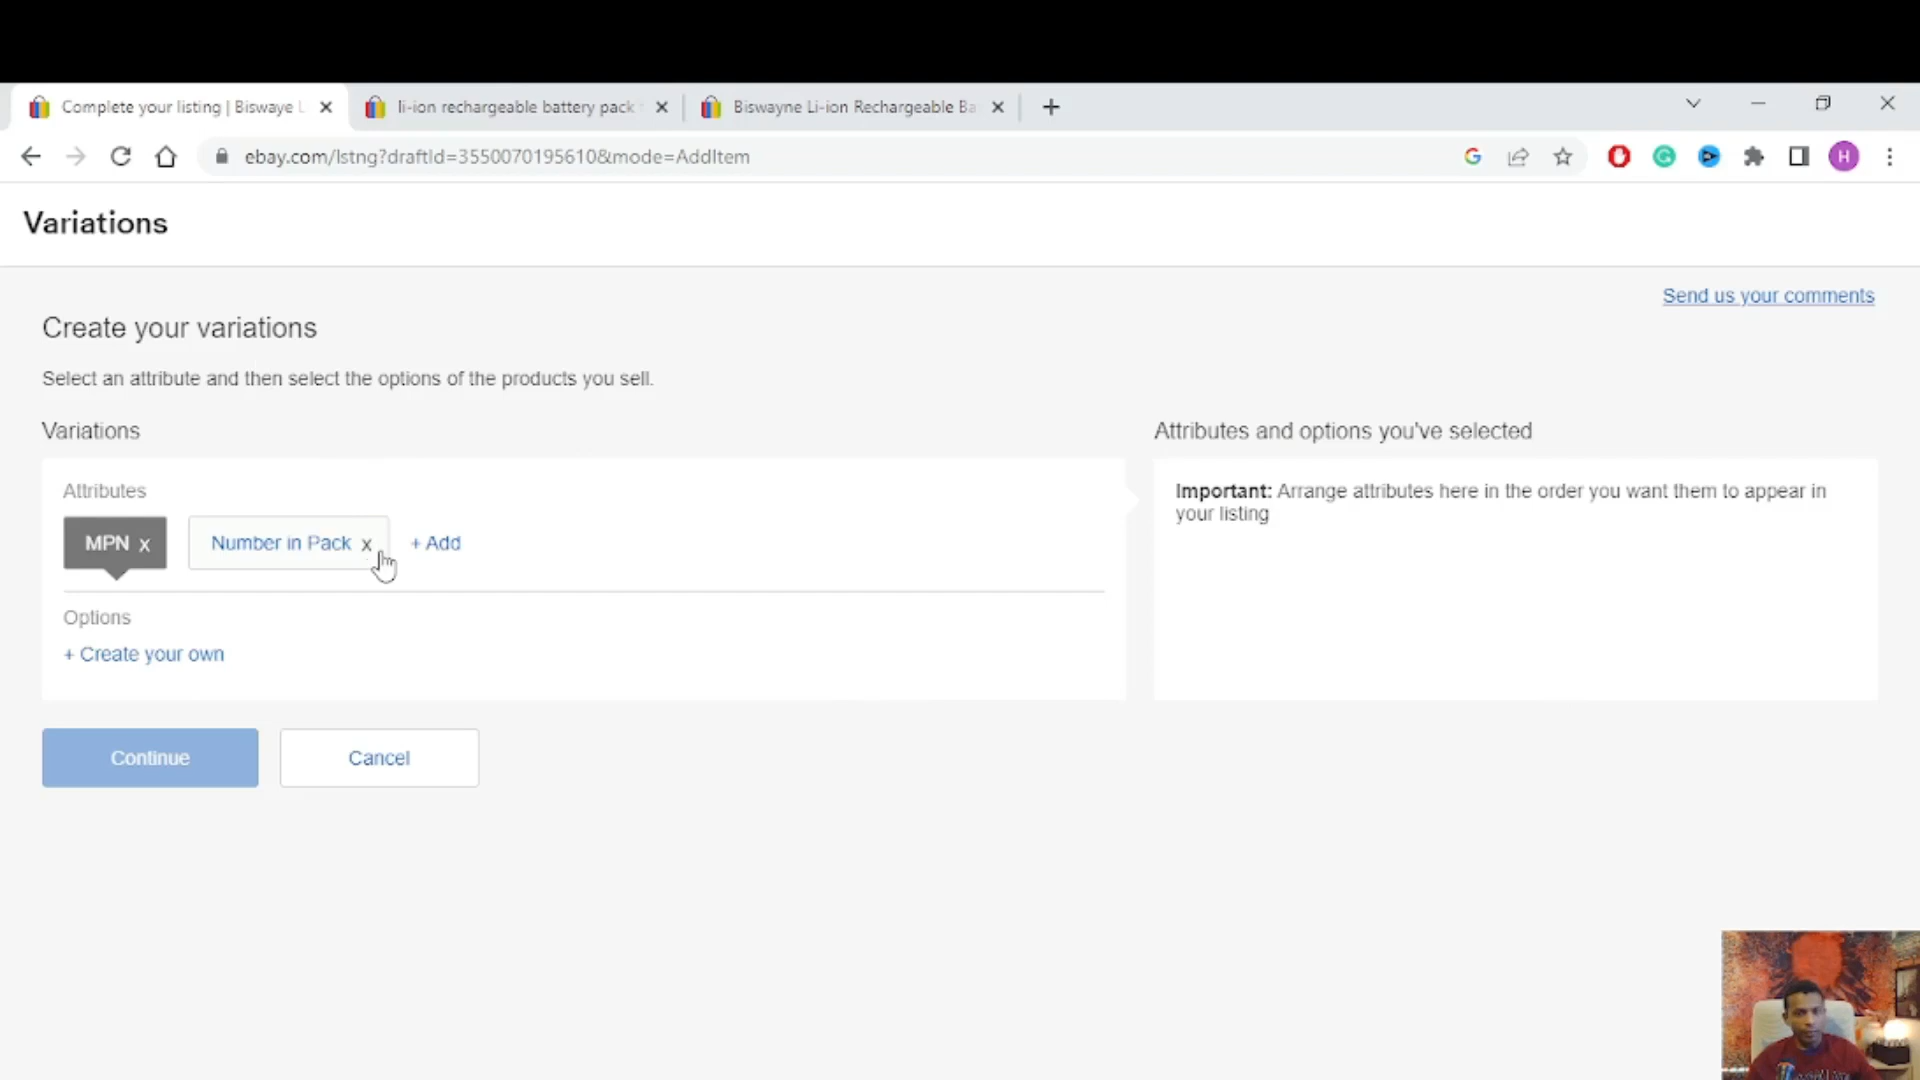 Complete your listing | Biswaye L
li-ion rechargeable battery pack
Biswayne Li-ion Rechargeable Ba
ebay.com/lstng?draftId=3550070195610&mode=AddItem
G
H
Variations
Send us your comments
Create your variations
Select an attribute and then select the options of the products you sell.
Variations
Attributes and options you've selected
Attributes
MPN x
Number in Pack x
+ Add
Important: Arrange attributes here in the order you want them to appear in
your listing
Options
+ Create your own
Continue
Cancel